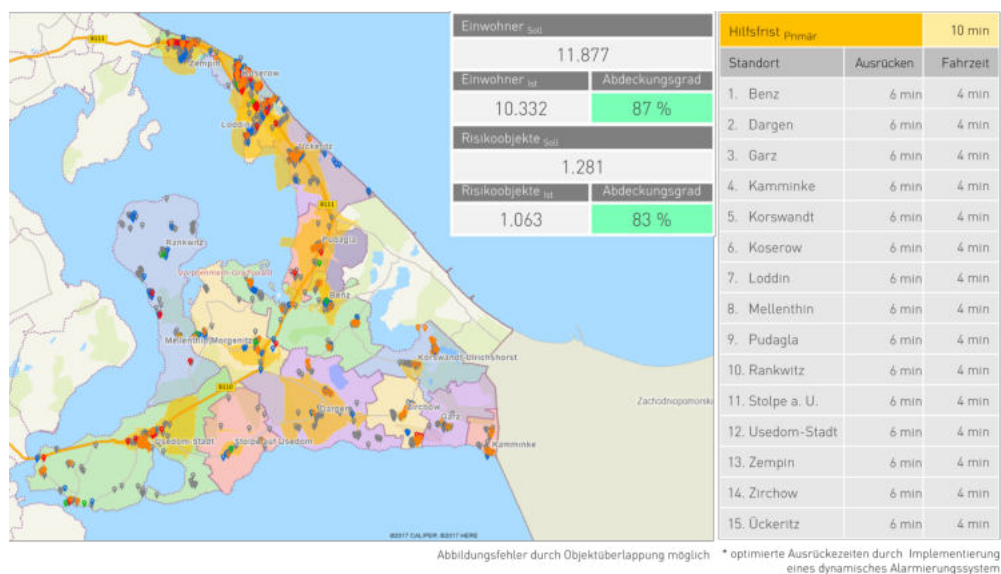 B111
Zempin
Koserow
Loddin
Ückeritz
B111
Pudagla
Rankwitz
Vorpommern-Greifswald
Benz
Mellenthin
Morgenitz
Korswandt-Ulrichshorst
B110
Dargen
Zirchow
Garz
Usedom-Stadt
Stolpe auf Usedom
Kamminke
Zachodniopomorski
©2017 CALIPER, ©2017 HERE
Einwohner Soll
11.877
Einwohner Ist Abdeckungsgrad
10.332 87 %
Risikoobjekte Soll
1.281
Risikoobjekte Ist Abdeckungsgrad
1.063 83 %
Hilfsfrist Primär 10 min
Standort Ausrücken Fahrzeit
1. Benz 6 min 4 min
2. Dargen 6 min 4 min
3. Garz 6 min 4 min
4. Kamminke 6 min 4 min
5. Korswandt 6 min 4 min
6. Koserow 6 min 4 min
7. Loddin 6 min 4 min
8. Mellenthin 6 min 4 min
9. Pudagla 6 min 4 min
10. Rankwitz 6 min 4 min
11. Stolpe a. U. 6 min 4 min
12. Usedom-Stadt 6 min 4 min
13. Zempin 6 min 4 min
14. Zirchow 6 min 4 min
15. Ückeritz 6 min 4 min
Abbildungsfehler durch Objektüberlappung möglich
* optimierte Ausrückezeiten durch Implementierung
eines dynamisches Alarmierungssystem